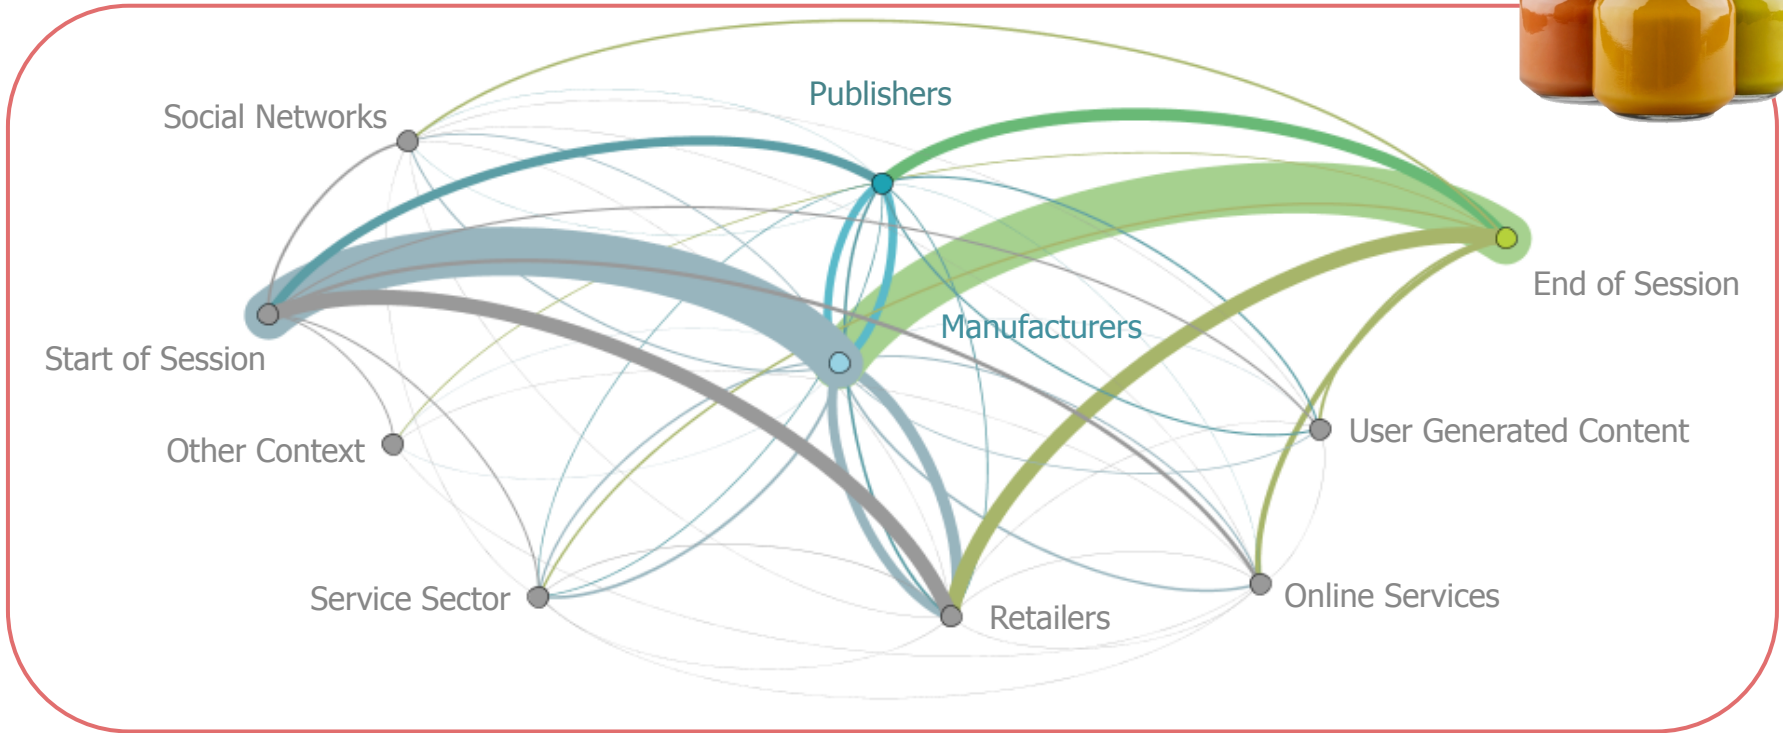 Publishers
Social Networks
End of Session
Manufacturers
Start of Session
User Generated Content
Other Context
Online Services
Service Sector
Retailers